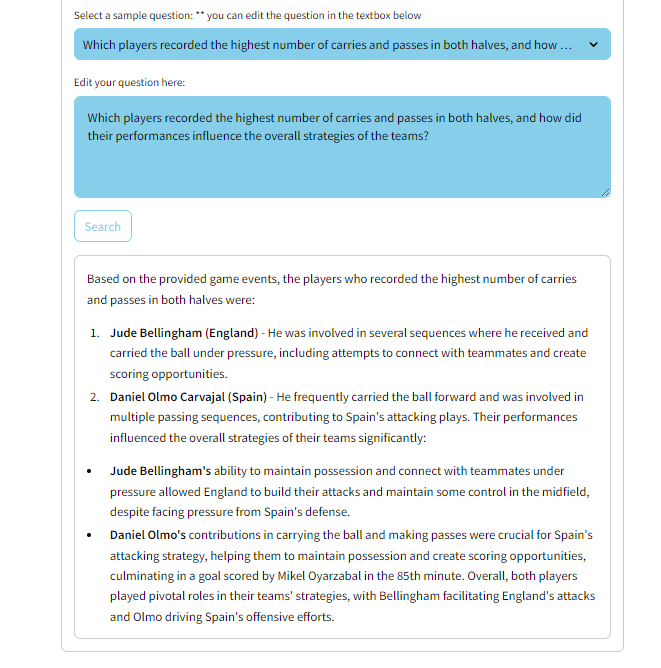 Select a sample question: ** you can edit the question in the textbox below
Which players recorded the highest number of carries and passes in both halves, and how ...
Edit your question here:
Which players recorded the highest number of carries and passes in both halves, and how did
their performances influence the overall strategies of the teams?
Search
Based on the provided game events, the players who recorded the highest number of carries
and passes in both halves were:
1. Jude Bellingham (England) - He was involved in several sequences where he received and
carried the ball under pressure, including attempts to connect with teammates and create
scoring opportunities.
2. Daniel Olmo Carvajal (Spain) - He frequently carried the ball forward and was involved in
multiple passing sequences, contributing to Spain's attacking plays. Their performances
influenced the overall strategies of their teams significantly:
• Jude Bellingham's ability to maintain possession and connect with teammates under
pressure allowed England to build their attacks and maintain some control in the midfield,
despite facing pressure from Spain's defense.
• Daniel Olmo's contributions in carrying the ball and making passes were crucial for Spain's
attacking strategy, helping them to maintain possession and create scoring opportunities,
culminating in a goal scored by Mikel Oyarzabal in the 85th minute. Overall, both players
played pivotal roles in their teams' strategies, with Bellingham facilitating England's attacks
and Olmo driving Spain's offensive efforts.